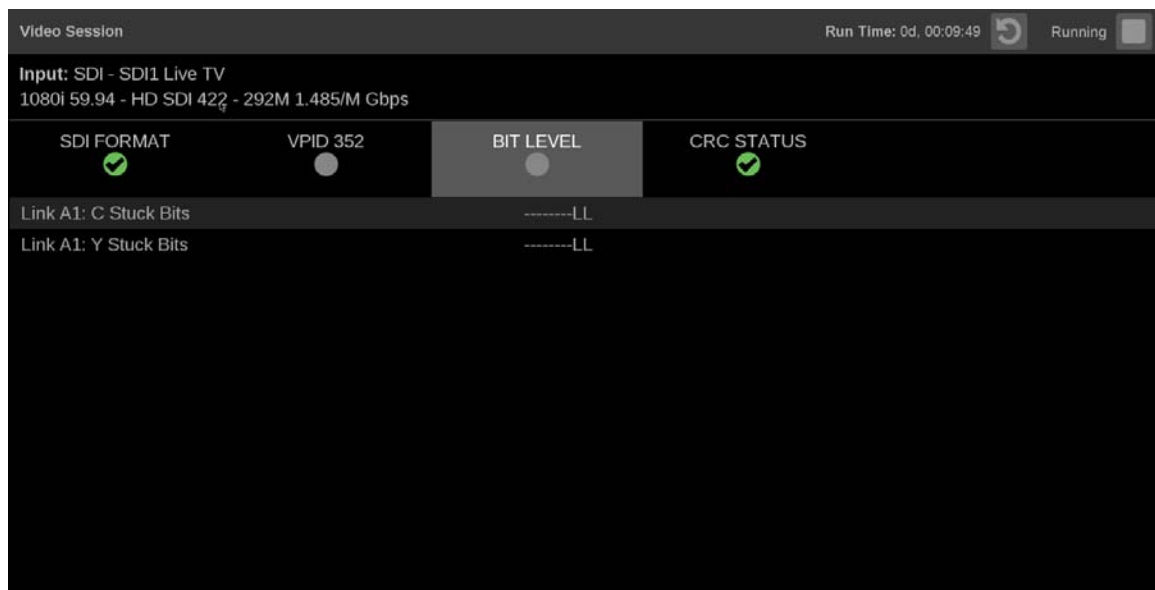 Video Session Run Time: 0d, 00:09:49 Running
Input: SDI - SDI1 Live TV
1080i 59.94 - HD SDI 422 - 292M 1.485/M Gbps
SDI FORMAT VPID 352 BIT LEVEL CRC STATUS
Link A1: C Stuck Bits --------LL
Link A1: Y Stuck Bits --------LL